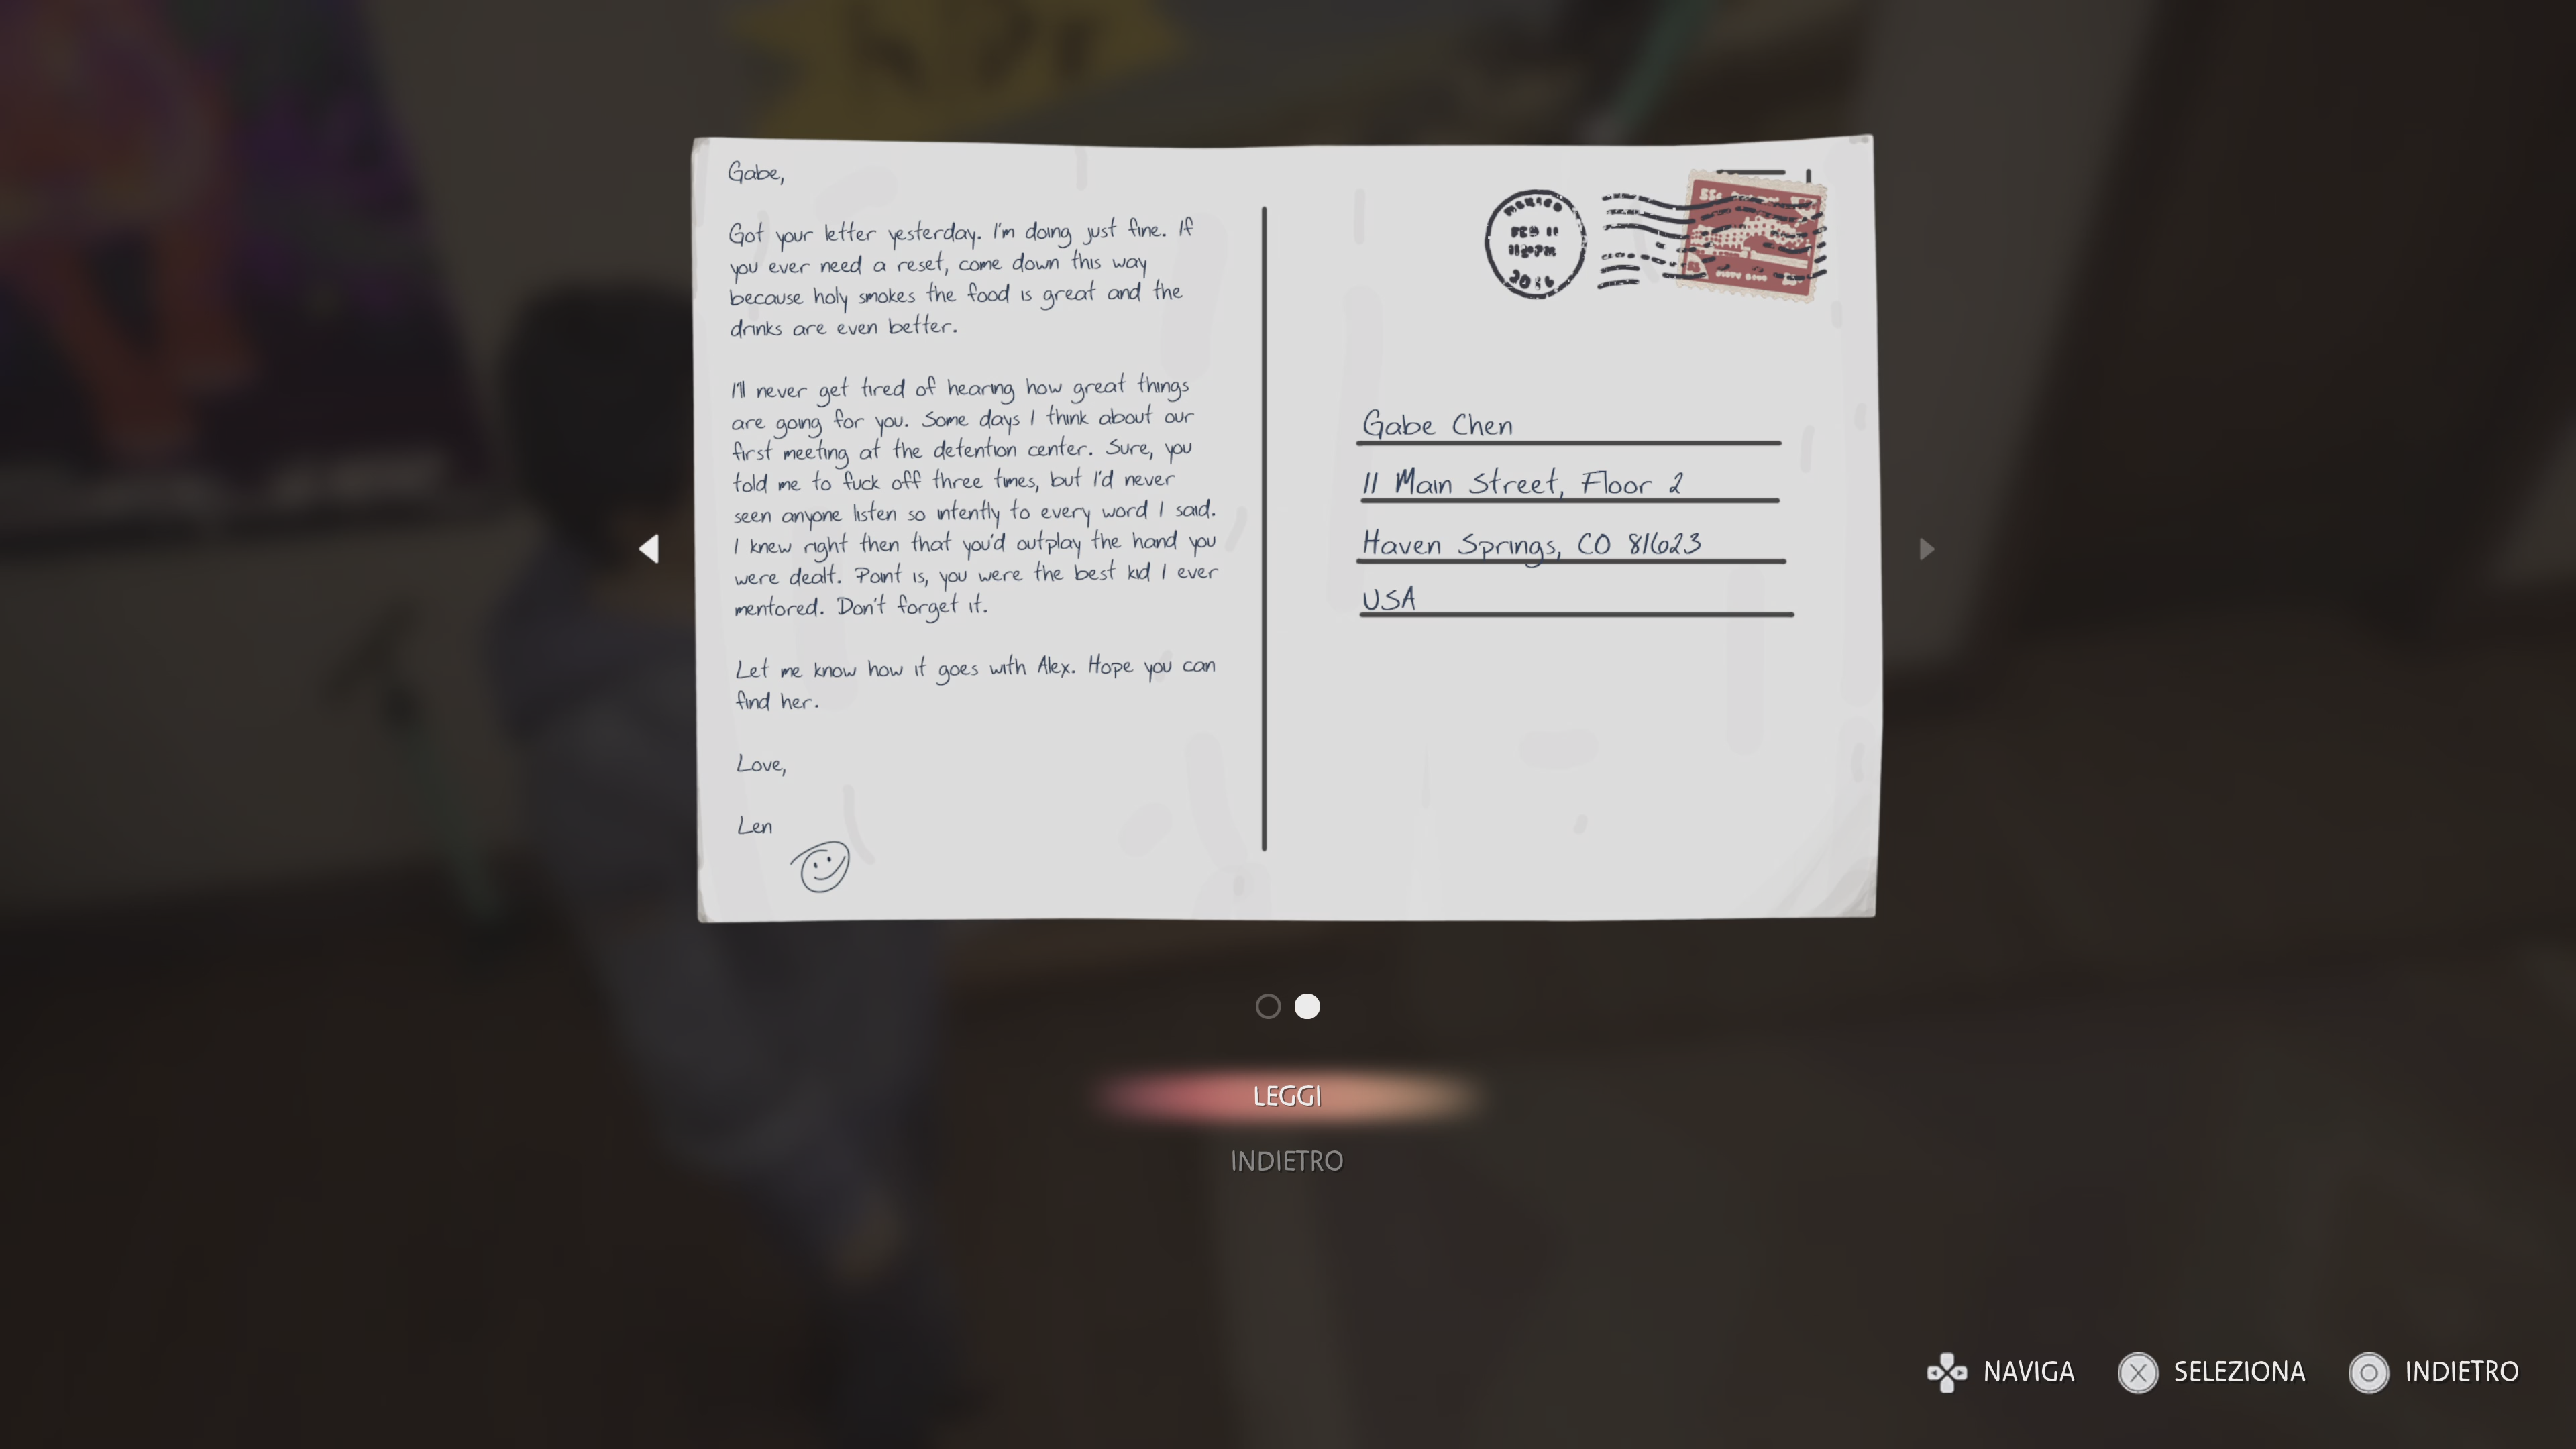 Gabe,
Got your letter yesterday. I'm doing just fine. If
you ever need a reset, come down this way
because holy smokes the food is great and the
drinks are even better.
I'll never get tired of hearing how great things
are going for you. Some days I think about our
first meeting at the detention center. Sure, you
told me to fuck off three times, but I'd never
seen anyone listen so intently to every word I said.
I knew right then that you'd outplay the hand you
were dealt. Point is, you were the best kid I ever
mentored. Don't forget it.
Let me know how it goes with Alex. Hope you can
find her.
Love,
Len
MEXICO
FEB 11
Gabe Chen
11 Main Street, Floor 2
Haven Springs, CO 81623
USA
LEGGI
INDIETRO
NAVIGA
SELEZIONA
INDIETRO